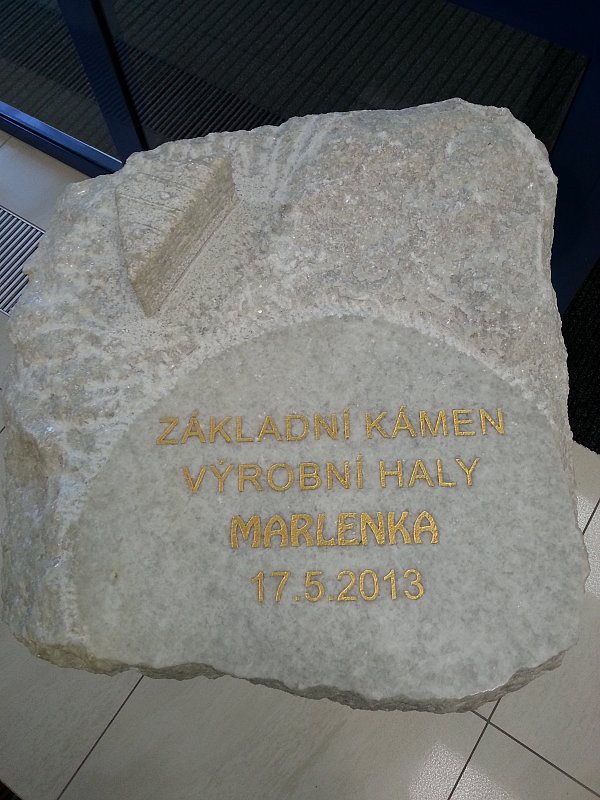 ZÁKLADNÍ KÁMEN
VÝROBNÍ HALY
MARLENKA
17.5.2013